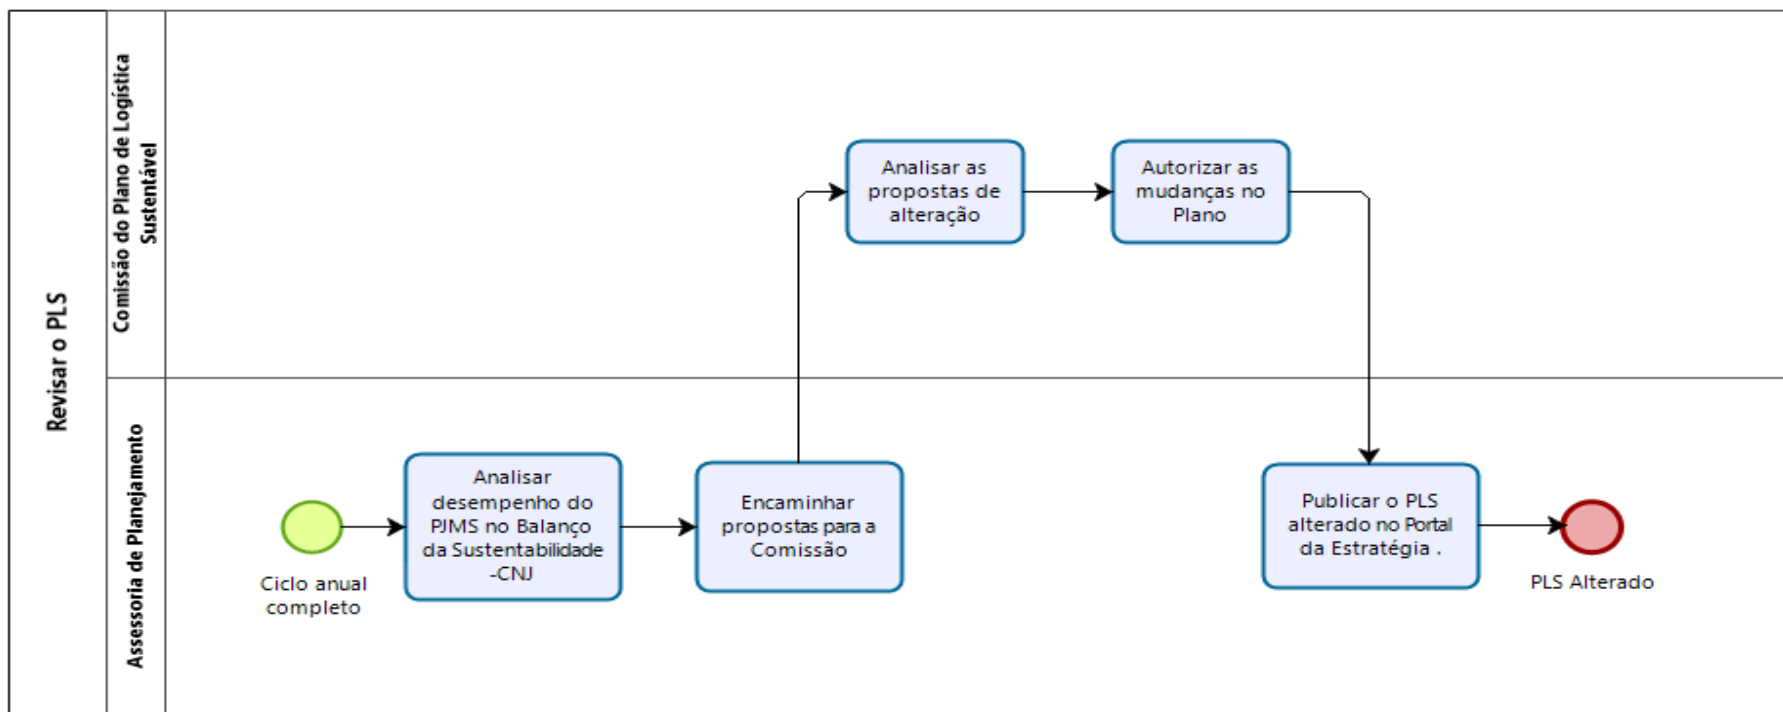 Revisar o PLS
Comissão do Plano de Logística
Sustentável
Analisar as
propostas de
alteração
Autorizar as
mudanças no
Plano
Assessoria de Planejamento
Ciclo anual
completo
Analisar
desempenho do
PJMS no Balanço
da Sustentabilidade
-CNJ
Encaminhar
propostas para a
Comissão
Publicar o PLS
alterado no Portal
da Estratégia .
PLS Alterado